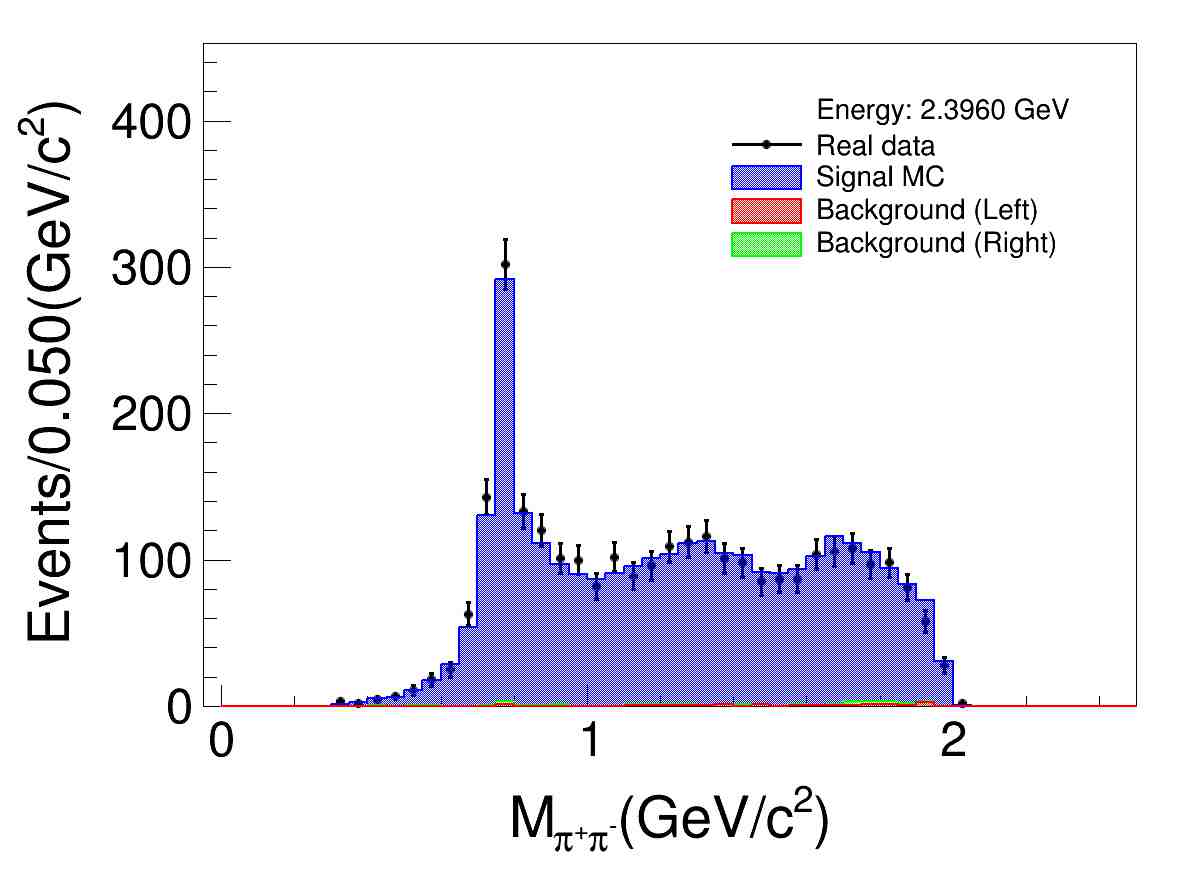 Events/0.050(GeV/c²)
400
300
200
100
0
Energy: 2.3960 GeV
Real data
Signal MC
Background (Left)
Background (Right)
0 1 2
Mπ⁺π⁻(GeV/c²)